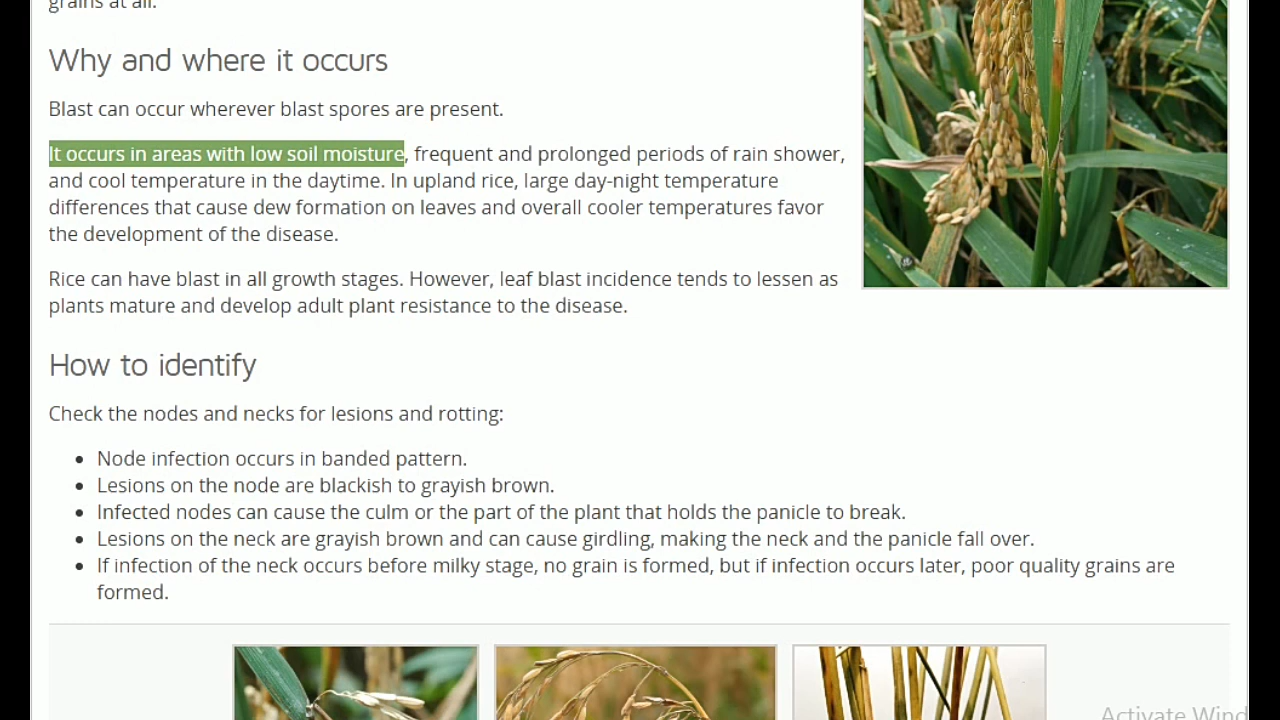 grains at all.
Why and where it occurs
Blast can occur wherever blast spores are present.
It occurs in areas with low soil moisture, frequent and prolonged periods of rain shower,
and cool temperature in the daytime. In upland rice, large day-night temperature
differences that cause dew formation on leaves and overall cooler temperatures favor
the development of the disease.
Rice can have blast in all growth stages. However, leaf blast incidence tends to lessen as
plants mature and develop adult plant resistance to the disease.
How to identify
Check the nodes and necks for lesions and rotting:
• Node infection occurs in banded pattern.
• Lesions on the node are blackish to grayish brown.
• Infected nodes can cause the culm or the part of the plant that holds the panicle to break.
• Lesions on the neck are grayish brown and can cause girdling, making the neck and the panicle fall over.
• If infection of the neck occurs before milky stage, no grain is formed, but if infection occurs later, poor quality grains are
formed.
Activate Wind